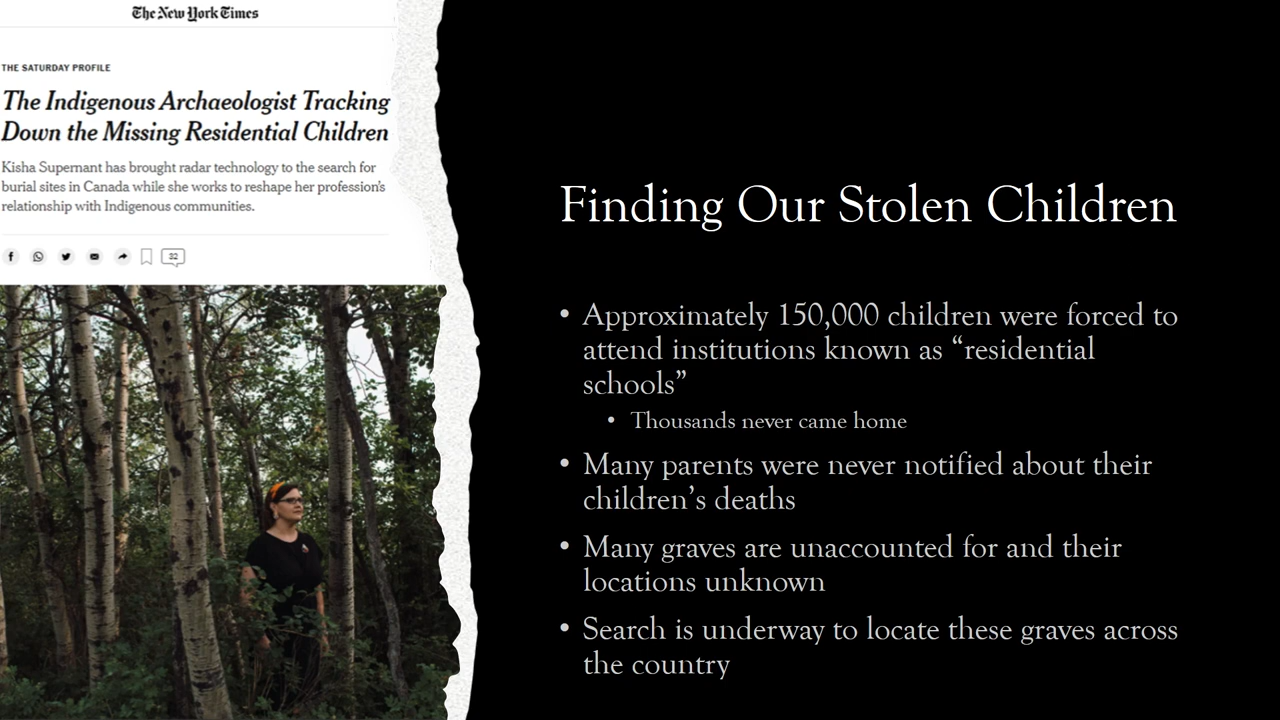 The New York Times
THE SATURDAY PROFILE
The Indigenous Archaeologist Tracking
Down the Missing Residential Children
Kisha Supernant has brought radar technology to the search for
burial sites in Canada while she works to reshape her profession's
relationship with Indigenous communities.
32
Finding Our Stolen Children
• Approximately 150,000 children were forced to
attend institutions known as “residential
schools”
• Thousands never came home
• Many parents were never notified about their
children’s deaths
• Many graves are unaccounted for and their
locations unknown
• Search is underway to locate these graves across
the country